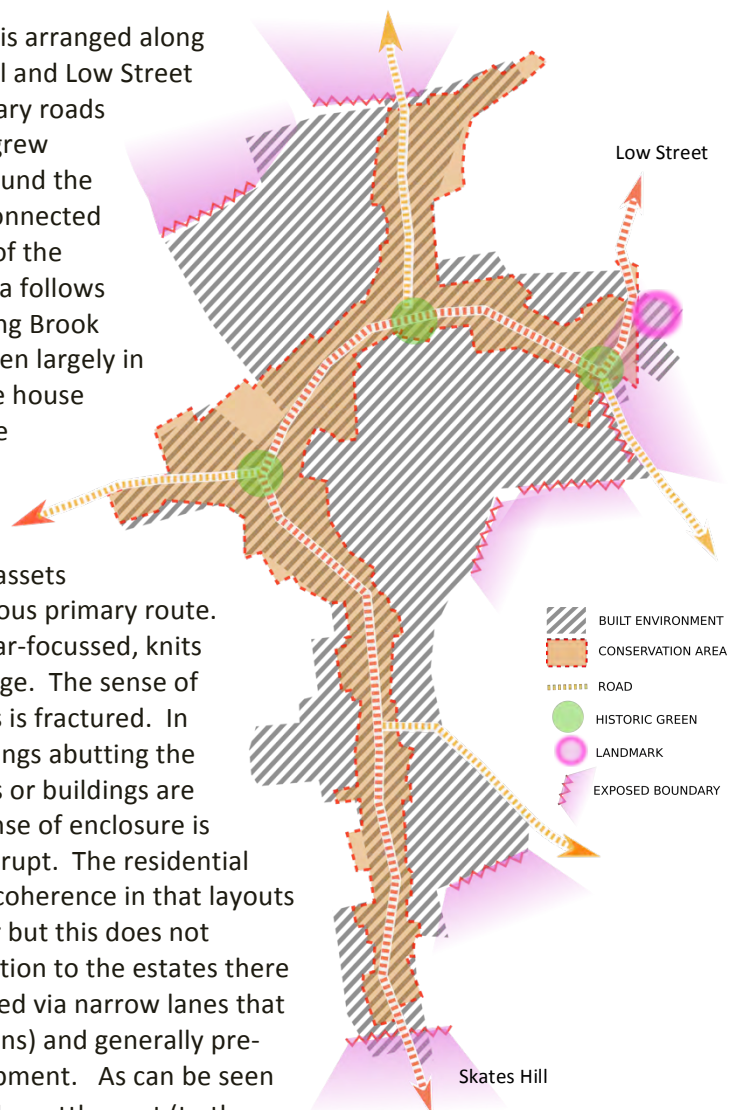 is arranged along
l and Low Street
ary roads
grew
ound the
onnected
of the
a follows
ng Brook
en largely in
e house
e
assets
ous primary route.
ar-focussed, knits
ge. The sense of
s is fractured. In
ings abutting the
s or buildings are
nse of enclosure is
rupt. The residential
coherence in that layouts
y but this does not
tion to the estates there
ed via narrow lanes that
ns) and generally pre-
pment. As can be seen
Low Street
BUILT ENVIRONMENT
CONSERVATION AREA
ROAD
HISTORIC GREEN
LANDMARK
EXPOSED BOUNDARY
Skates Hill